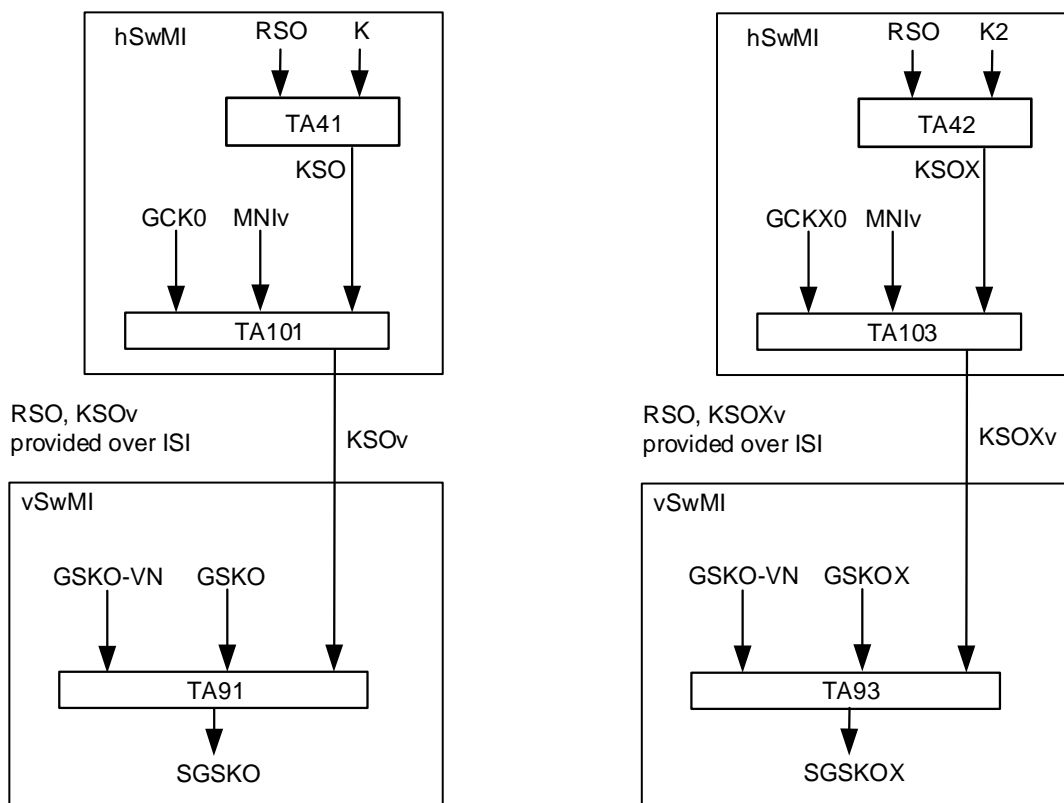 hSwMI
RSO
K
TA41
KSO
GCK0
MNIv
TA101
RSO, KSOv
provided over ISI
KSOv
vSwMI
GSKO-VN
GSKO
TA91
SGSKO
hSwMI
RSO
K2
TA42
KSOX
GCKX0
MNIv
TA103
RSO, KSOXv
provided over ISI
KSOXv
vSwMI
GSKO-VN
GSKOX
TA93
SGSKOX